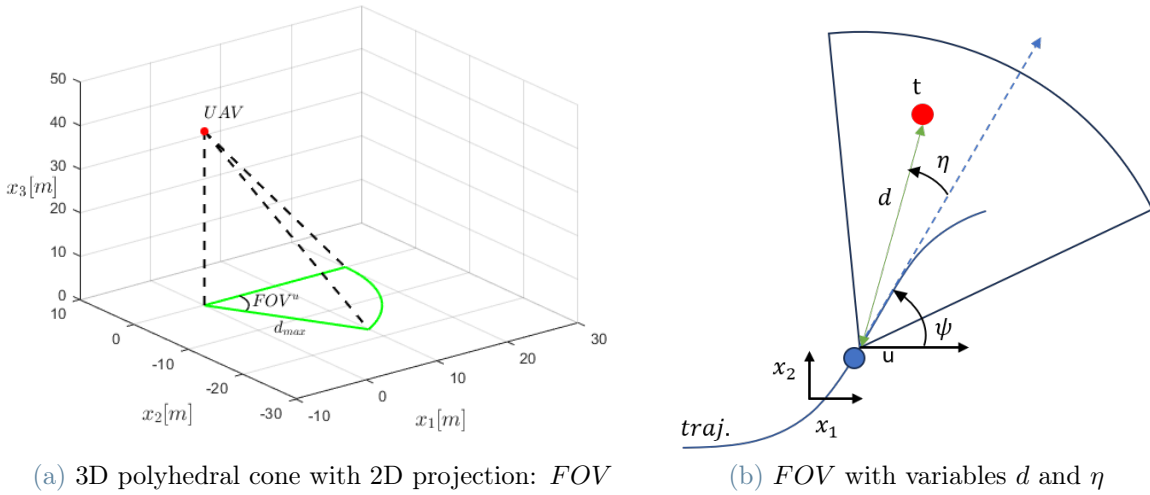 50
40
30
20
10
0
x₃[m]
UAV
FOVᵘ
d_max
10
0
-10
-20
-30
x₂[m]
-10
0
10
20
30
x₁[m]
(a) 3D polyhedral cone with 2D projection: FOV
t
η
d
ψ
u
x₂
x₁
traj.
(b) FOV with variables d and η